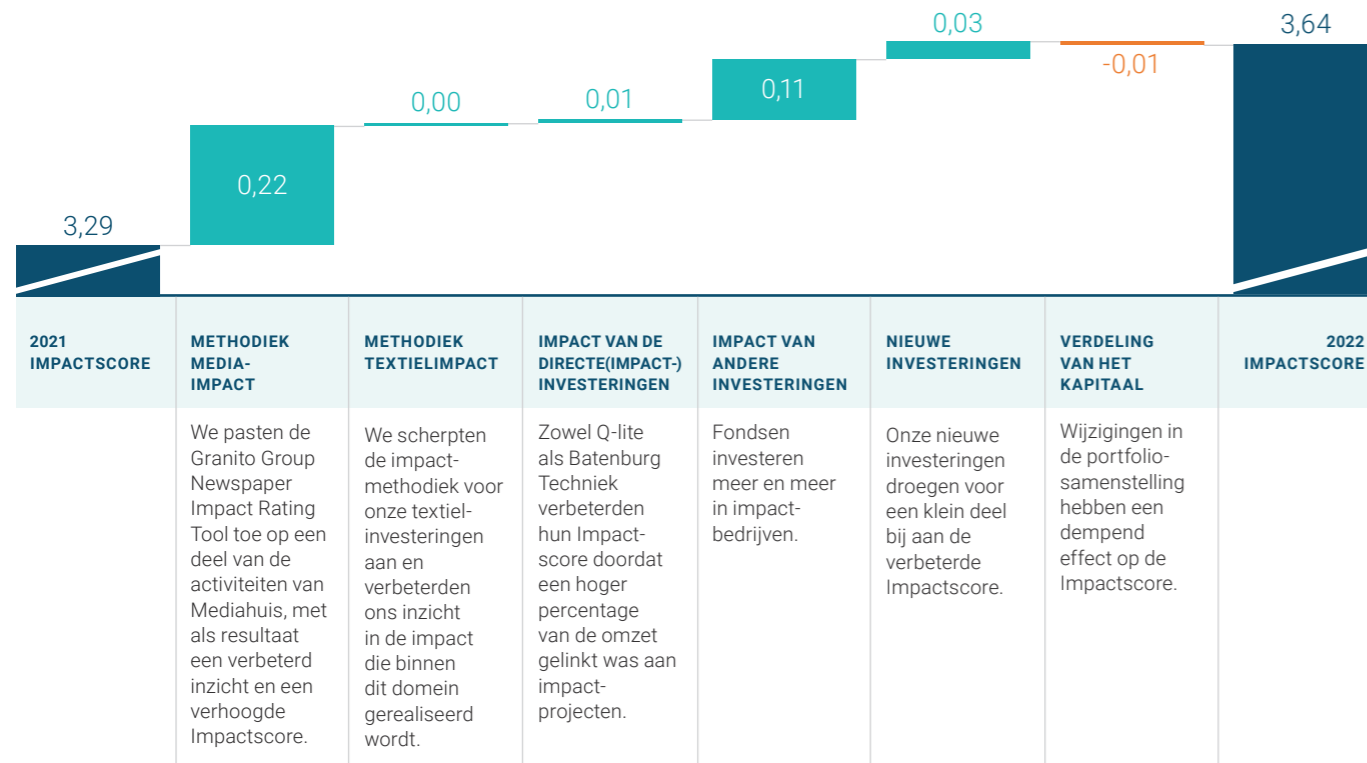 0,03
3,64
-0,01
0,11
0,00
0,01
0,22
3,29
2021
IMPACTSCORE
METHODIEK
MEDIA-
IMPACT
METHODIEK
TEXTIELIMPACT
IMPACT VAN DE
DIRECTE(IMPACT-)
INVESTERINGEN
IMPACT VAN
ANDERE
INVESTERINGEN
NIEUWE
INVESTERINGEN
VERDELING
VAN HET
KAPITAAL
2022
IMPACTSCORE
We pasten de
Granito Group
Newspaper
Impact Rating
Tool toe op een
deel van de
activiteiten van
Mediahuis, met
als resultaat
een verbeterd
inzicht en een
verhoogde
Impactscore.
We scherpten
de impact-
methodiek voor
onze textiel-
investeringen
aan en
verbeterden
ons inzicht
in de impact
die binnen
dit domein
gerealiseerd
wordt.
Zowel Q-lite
als Batenburg
Techniek
verbeterden
hun Impact-
score doordat
een hoger
percentage
van de omzet
gelinkt was aan
impact-
projecten.
Fondsen
investeren
meer en meer
in impact-
bedrijven.
Onze nieuwe
investeringen
droegen voor
een klein deel
bij aan de
verbeterde
Impactscore.
Wijzigingen in
de portfolio-
samenstelling
hebben een
dempend
effect op de
Impactscore.